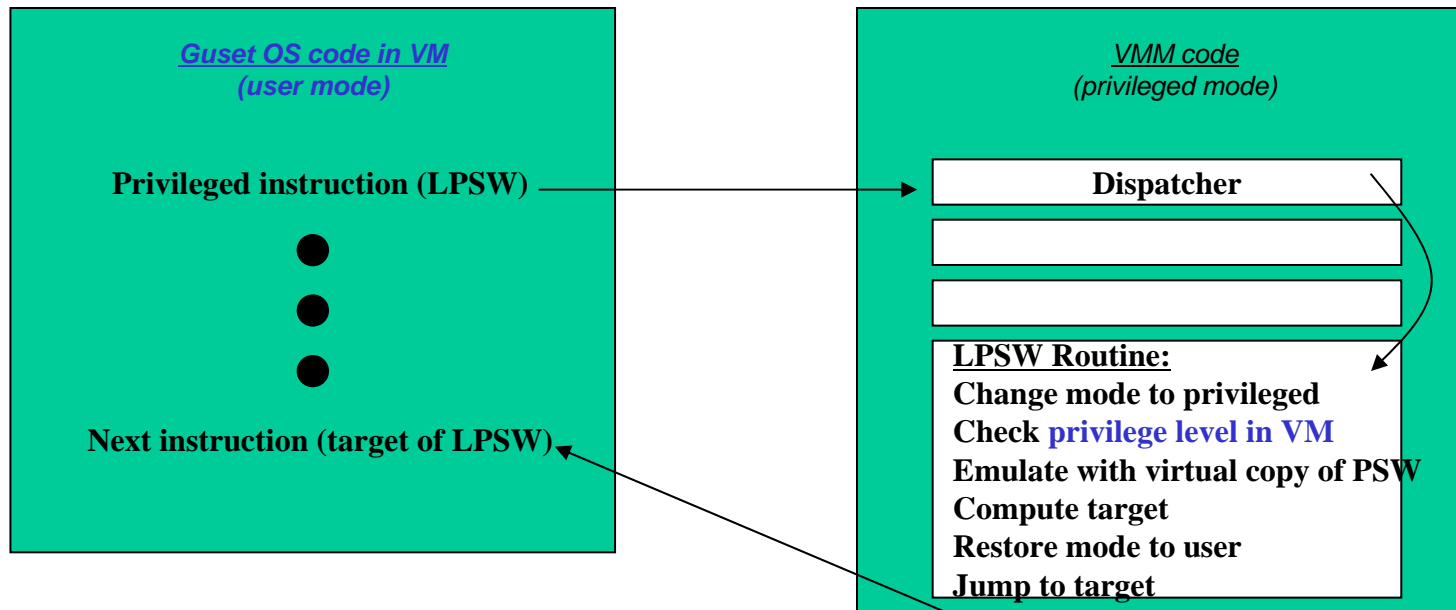 Guset OS code in VM
(user mode)
Privileged instruction (LPSW)
Next instruction (target of LPSW)
VMM code
(privileged mode)
Dispatcher
LPSW Routine:
Change mode to privileged
Check privilege level in VM
Emulate with virtual copy of PSW
Compute target
Restore mode to user
Jump to target